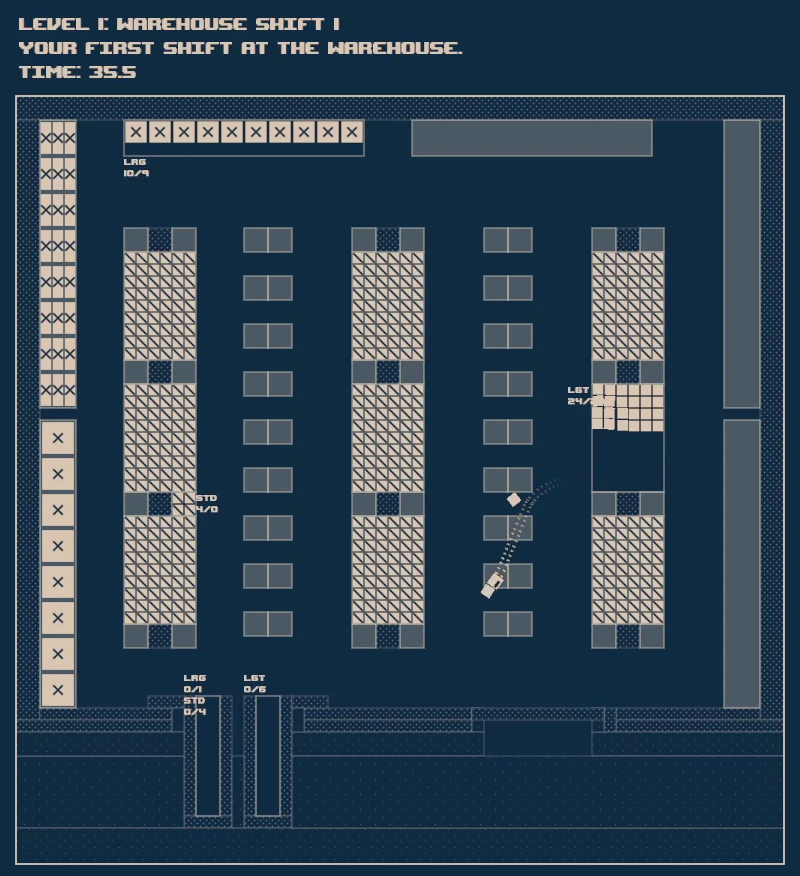 LEVEL 1: WAREHOUSE SHIFT 1
YOUR FIRST SHIFT AT THE WAREHOUSE.
TIME: 35.5
LRG
10/9
LGT
STD
4/0
LRG
0/1
STD
0/4
LGT
0/6